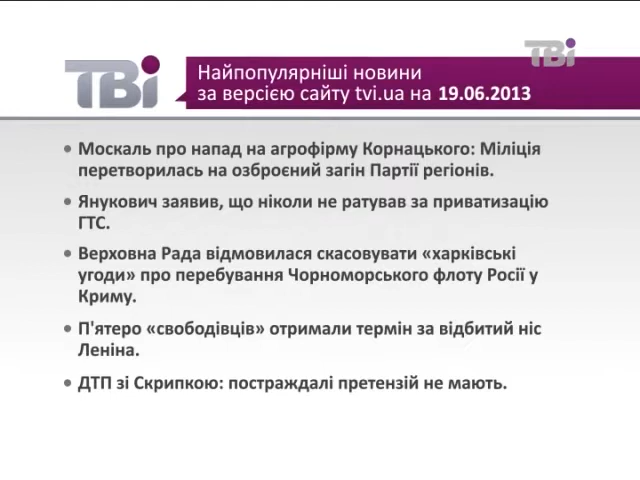 ТВі
ТВі
Найпопулярніші новини
за версією сайту tvi.ua на 19.06.2013
• Москаль про напад на агрофірму Корнацького: Міліція
перетворилась на озброєний загін Партії регіонів.
• Янукович заявив, що ніколи не ратував за приватизацію
ГТС.
• Верховна Рада відмовилася скасовувати «харківські
угоди» про перебування Чорноморського флоту Росії у
Криму.
• П'ятеро «свободівців» отримали термін за відбитий ніс
Леніна.
• ДТП зі Скрипкою: постраждалі претензій не мають.